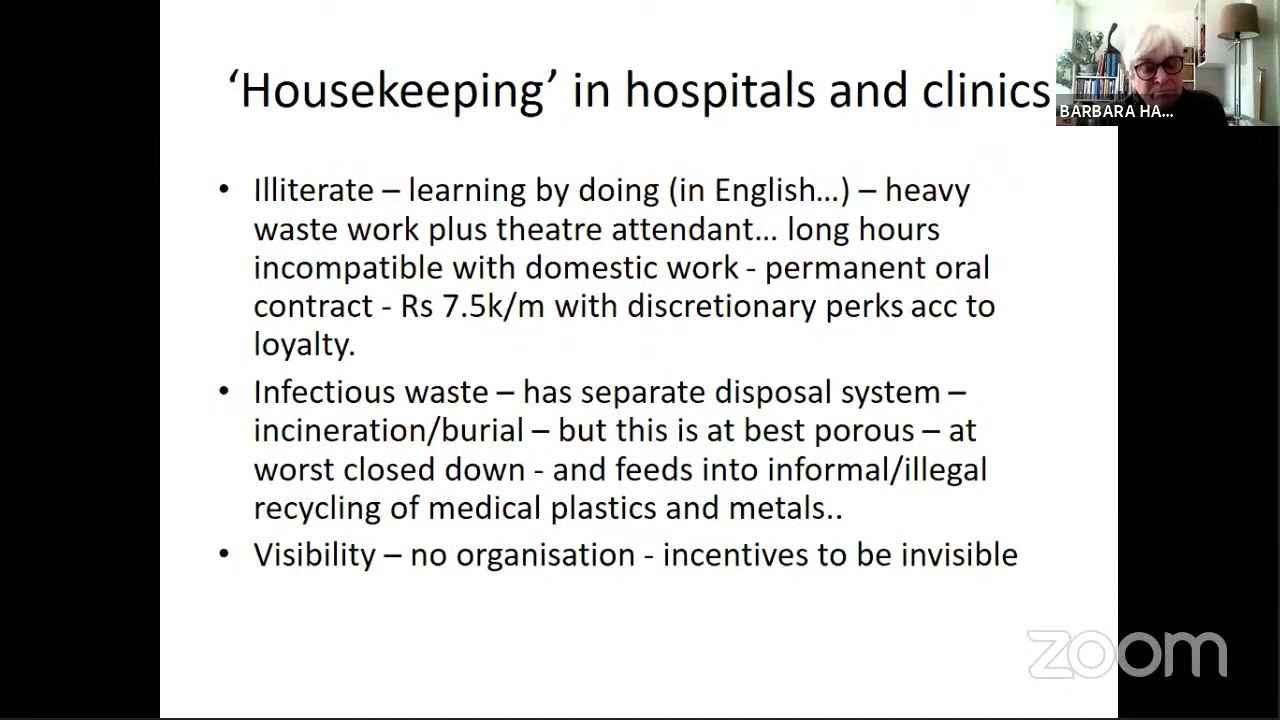 ‘Housekeeping’ in hospitals and clinics
BARBARA HA...
• Illiterate – learning by doing (in English…) – heavy
waste work plus theatre attendant… long hours
incompatible with domestic work - permanent oral
contract - Rs 7.5k/m with discretionary perks acc to
loyalty.
• Infectious waste – has separate disposal system –
incineration/burial – but this is at best porous – at
worst closed down - and feeds into informal/illegal
recycling of medical plastics and metals..
• Visibility – no organisation - incentives to be invisible
zoom